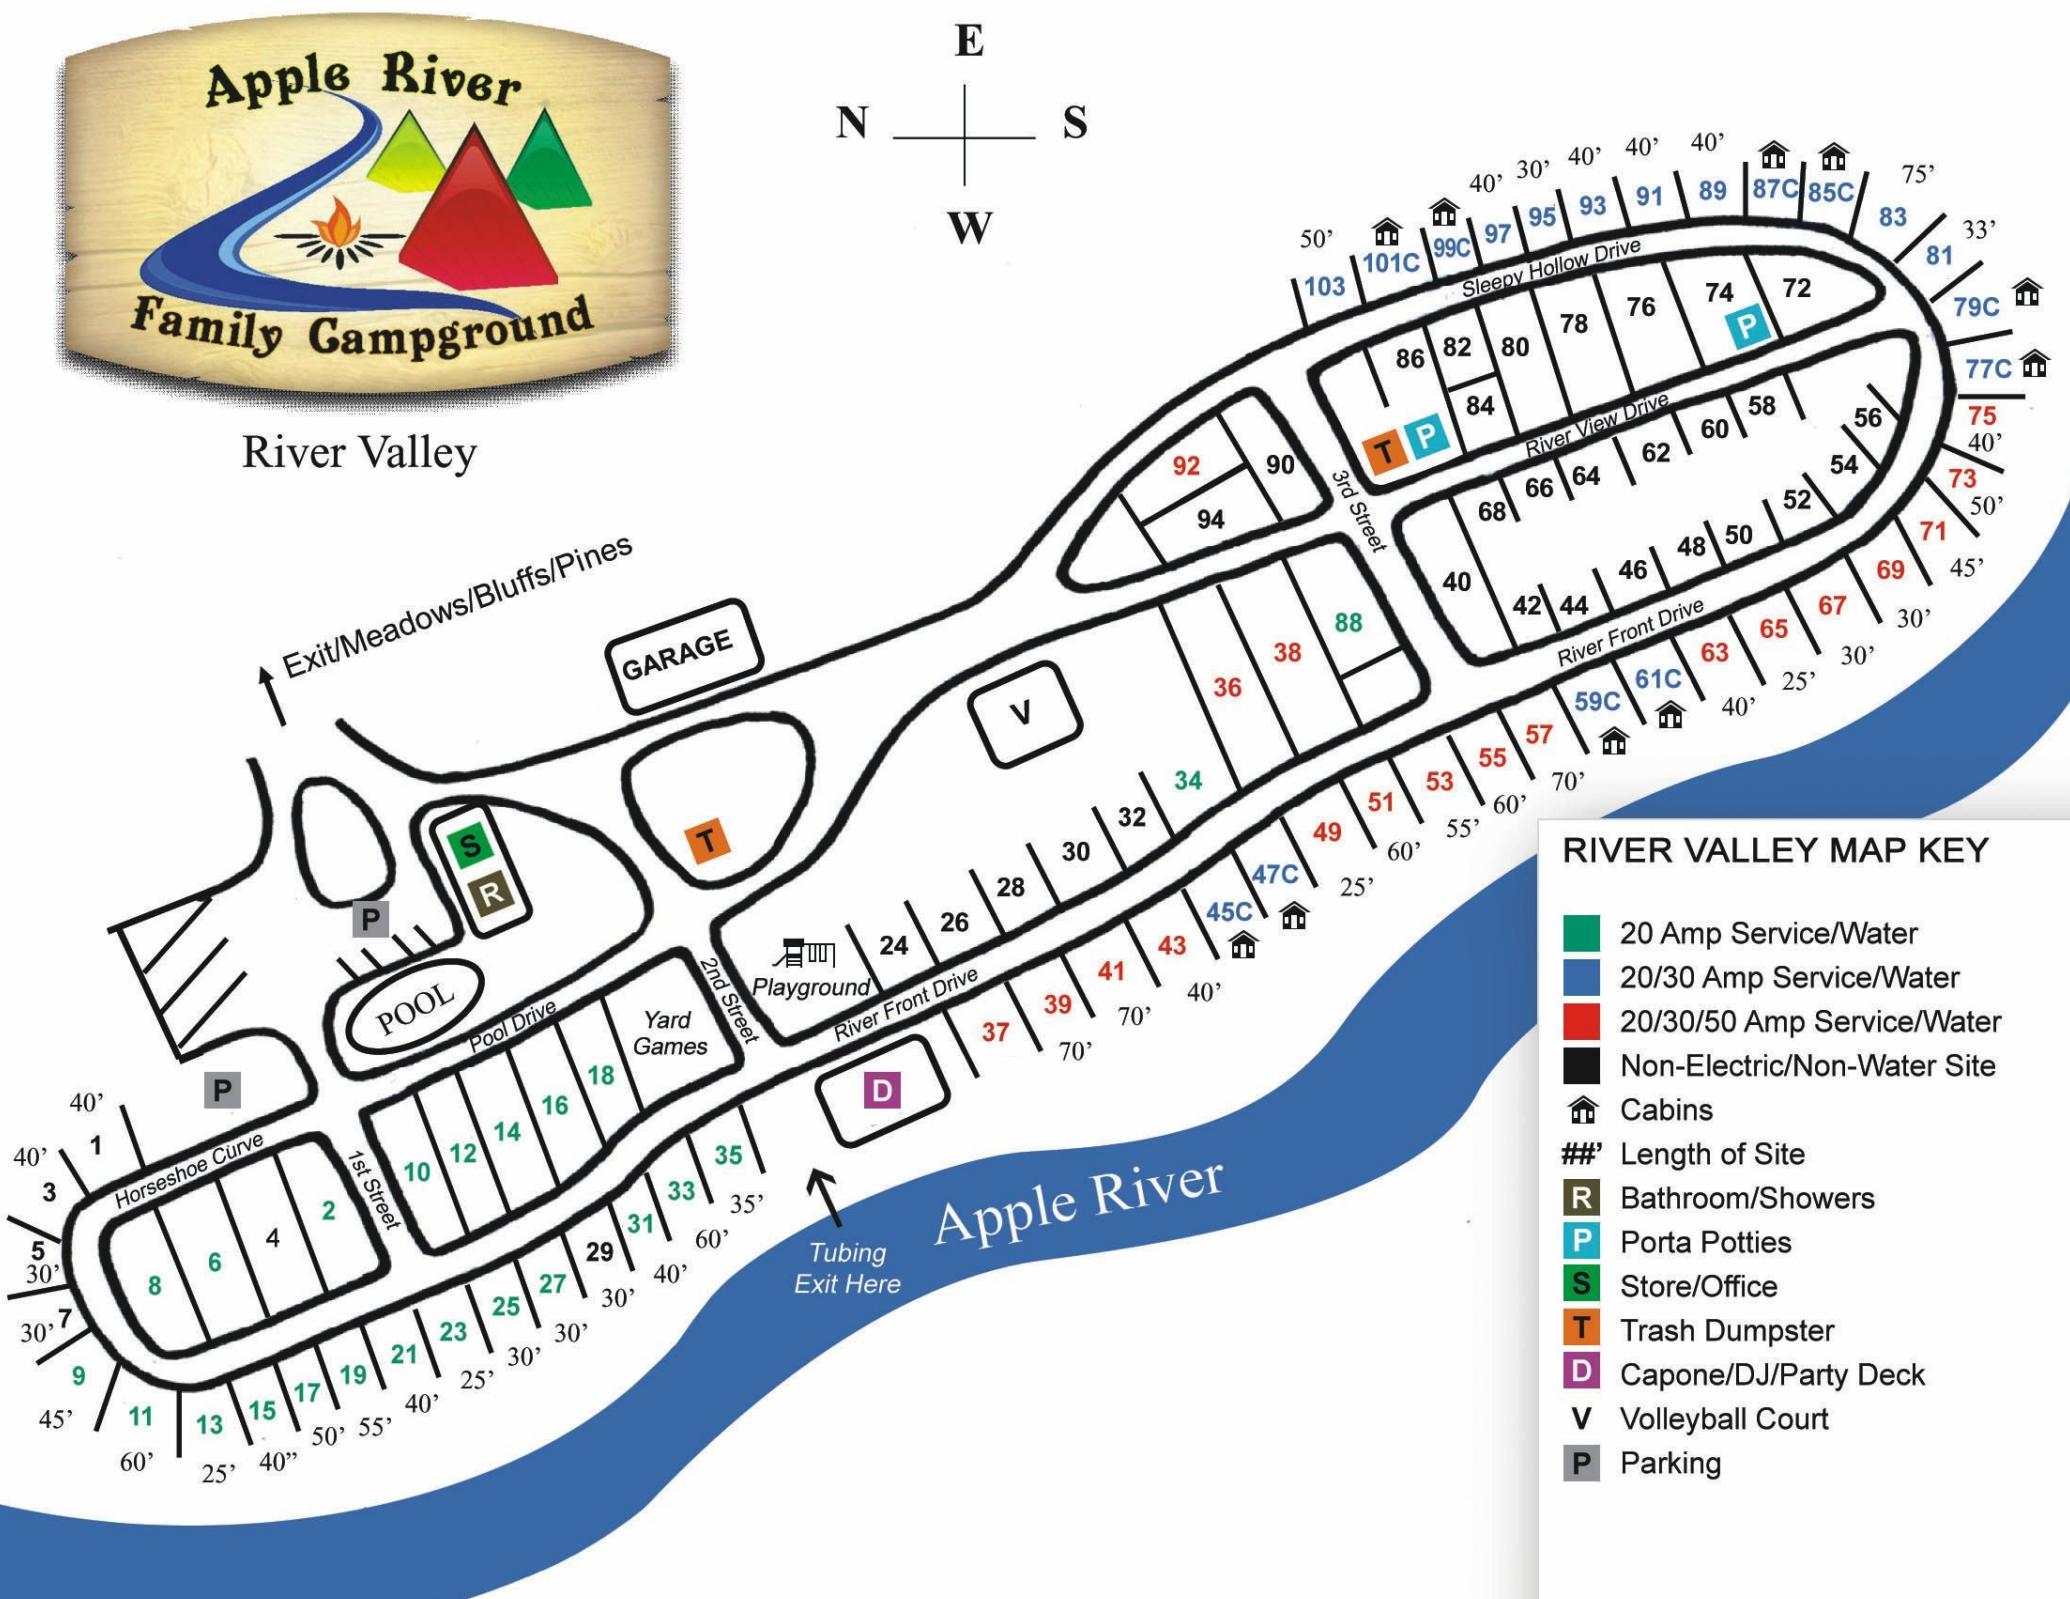 Apple River
Family Campground
River Valley
E
N
S
W
50'
40'
30'
40'
40'
40'
75'
33'
103
101C
99C
97
95
93
91
89
87C
85C
83
81
79C
77C
75
40'
73
50'
71
45'
69
30'
67
30'
65
25'
63
40'
61C
59C
57
70'
55
60'
53
55'
51
60'
49
25'
47C
45C
43
40'
41
70'
39
70'
37
Sleepy Hollow Drive
86
82
80
78
76
74
72
P
84
T
P
River View Drive
92
90
94
3rd Street
68
66
64
62
60
58
56
54
52
50
48
46
44
42
40
River Front Drive
88
38
36
34
32
30
28
26
24
V
Exit/Meadows/Bluffs/Pines
GARAGE
T
S
R
P
POOL
Pool Drive
Playground
2nd Street
River Front Drive
Yard
Games
D
18
16
14
12
10
P
40'
1
40'
3
5
30'
7
30'
9
45'
Horseshoe Curve
1st Street
2
4
6
8
11
60'
13
25'
15
40”
17
50'
19
55'
21
40'
23
25'
25
30'
27
30'
29
30'
31
40'
33
60'
35
35'
Tubing
Exit Here
Apple River
RIVER VALLEY MAP KEY
20 Amp Service/Water
20/30 Amp Service/Water
20/30/50 Amp Service/Water
Non-Electric/Non-Water Site
Cabins
##' Length of Site
R Bathroom/Showers
P Porta Potties
S Store/Office
T Trash Dumpster
D Capone/DJ/Party Deck
V Volleyball Court
P Parking